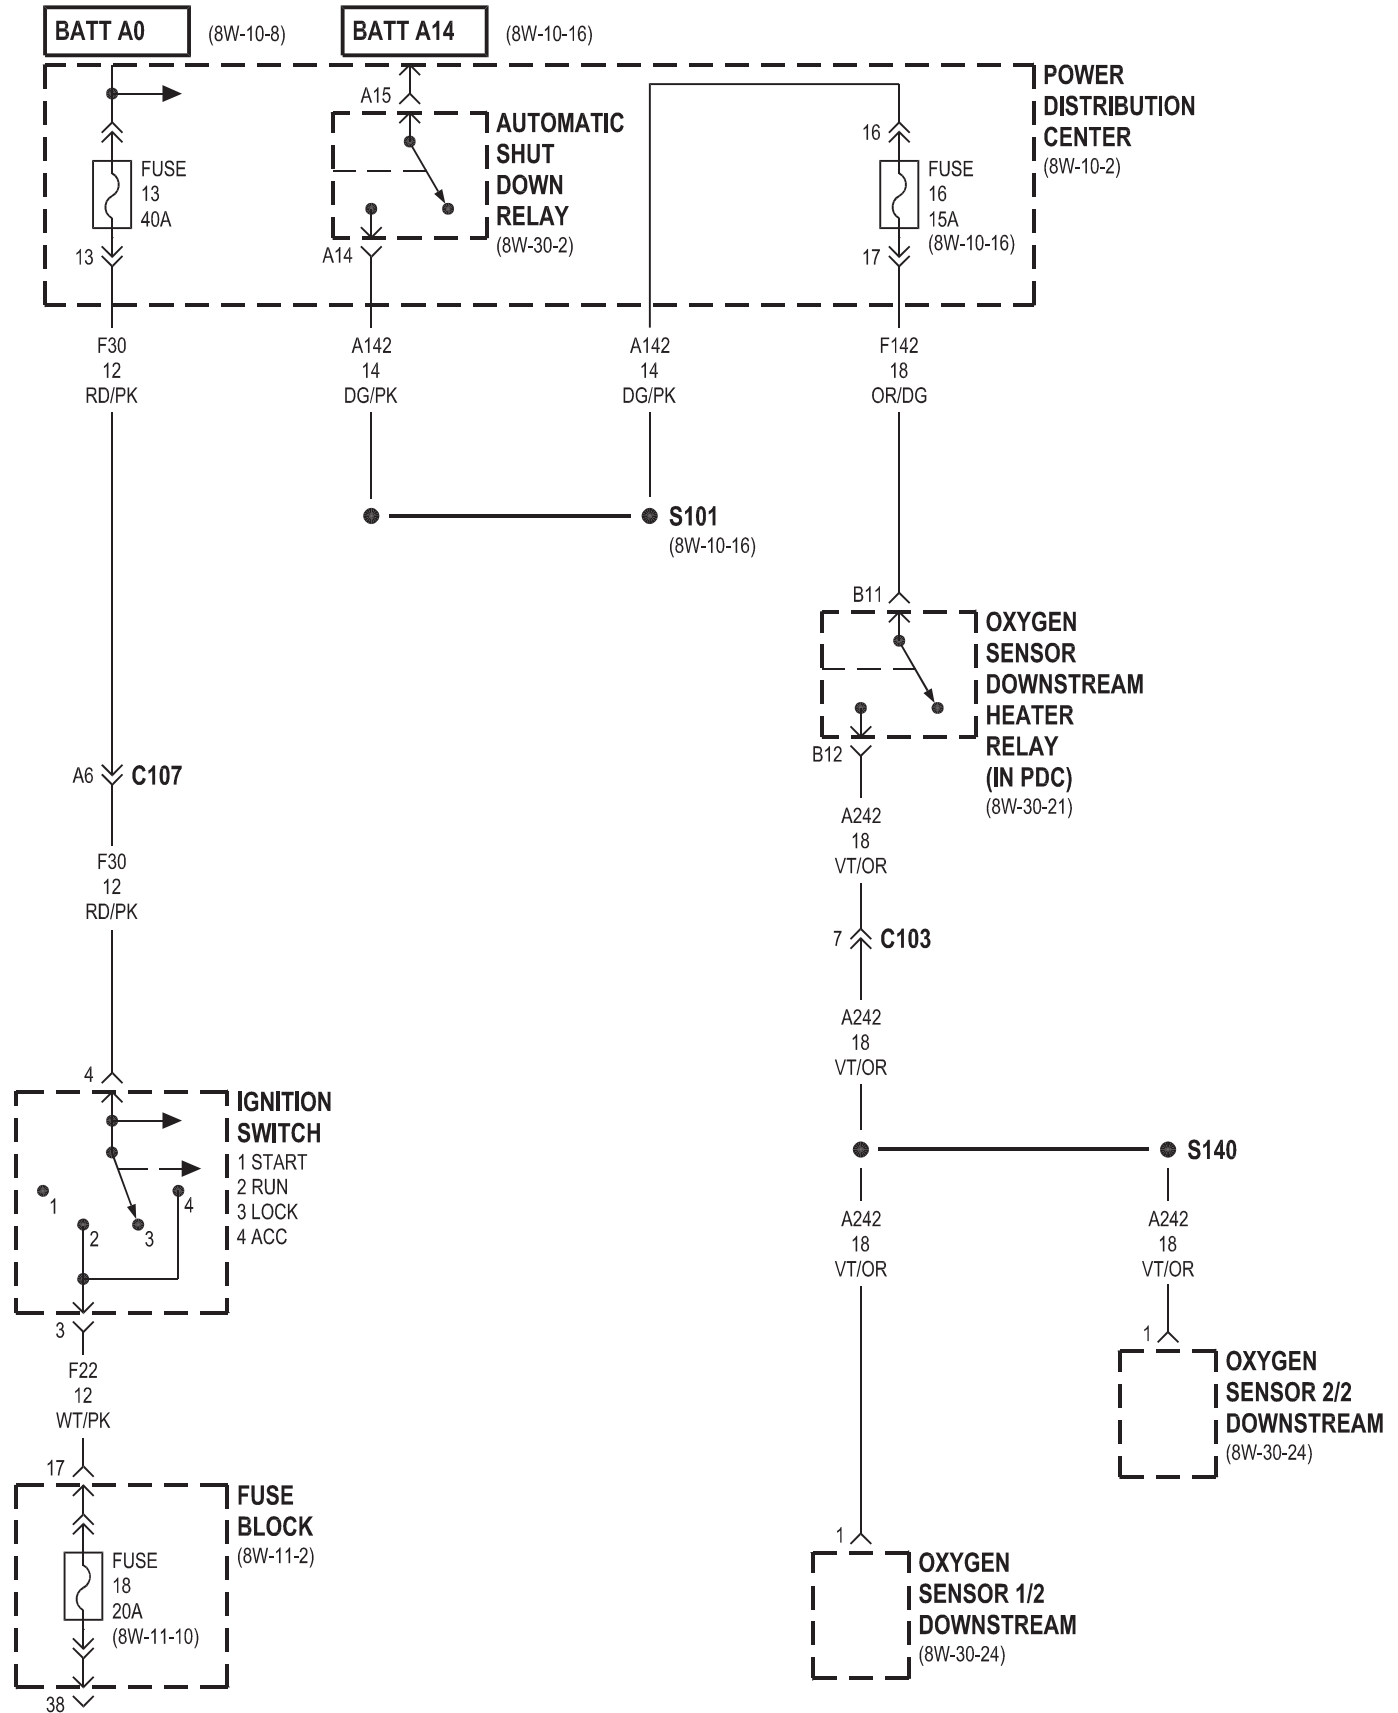 BATT A0
(8W-10-8)
BATT A14
(8W-10-16)
POWER
DISTRIBUTION
CENTER
(8W-10-2)
A15
AUTOMATIC
SHUT
DOWN
RELAY
(8W-30-2)
A14
FUSE
13
40A
13
16
FUSE
16
15A
(8W-10-16)
17
F30
12
RD/PK
A142
14
DG/PK
A142
14
DG/PK
F142
18
OR/DG
S101
(8W-10-16)
B11
OXYGEN
SENSOR
DOWNSTREAM
HEATER
RELAY
(IN PDC)
(8W-30-21)
B12
A6
C107
A242
18
VT/OR
F30
12
RD/PK
7
C103
A242
18
VT/OR
4
IGNITION
SWITCH
1 START
2 RUN
3 LOCK
4 ACC
1
2
3
4
3
S140
A242
18
VT/OR
A242
18
VT/OR
F22
12
WT/PK
1
OXYGEN
SENSOR 2/2
DOWNSTREAM
(8W-30-24)
17
FUSE
BLOCK
(8W-11-2)
FUSE
18
20A
(8W-11-10)
38
1
OXYGEN
SENSOR 1/2
DOWNSTREAM
(8W-30-24)